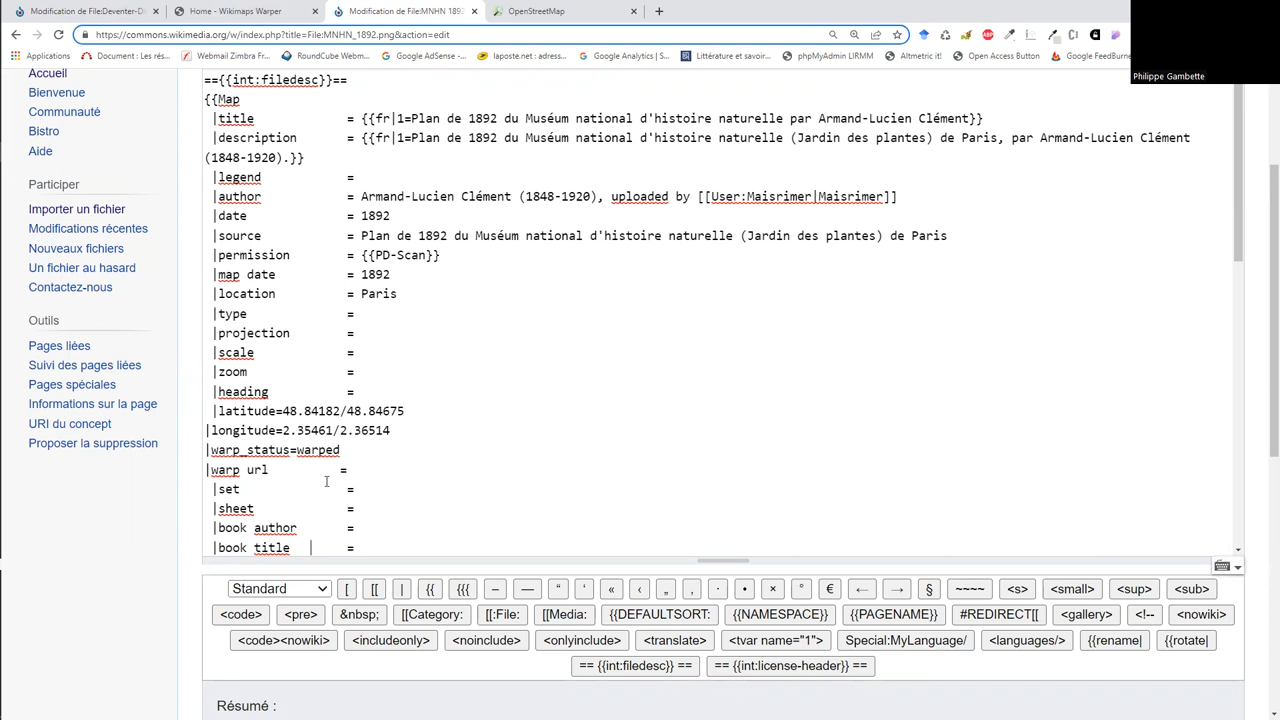 Modification de File:Deventer-D
Home - Wikimaps Warper
Modification de File:MNHN 189
OpenStreetMap
commons.wikimedia.org/w/index.php?title=File:MNHN_1892.png&action=edit
Applications
Document : Les rési...
Webmail Zimbra Fr...
RoundCube Webm...
Google AdSense -...
laposte.net : adres...
Google Analytics |...
Littérature et savoir...
phpMyAdmin LIRMM
Altmetric it!
Open Access Button
Google FeedBurn
Philippe Gambette
Accueil
Bienvenue
Communauté
Bistro
Aide
Participer
Importer un fichier
Modifications récentes
Nouveaux fichiers
Un fichier au hasard
Contactez-nous
Outils
Pages liées
Suivi des pages liées
Pages spéciales
Informations sur la page
URI du concept
Proposer la suppression
=={{int:filedesc}}==
{{Map
|title = {{fr|1=Plan de 1892 du Muséum national d'histoire naturelle par Armand-Lucien Clément}}
|description = {{fr|1=Plan de 1892 du Muséum national d'histoire naturelle (Jardin des plantes) de Paris, par Armand-Lucien Clément
(1848-1920).}}
|legend =
|author = Armand-Lucien Clément (1848-1920), uploaded by [[User:Maisrimer|Maisrimer]]
|date = 1892
|source = Plan de 1892 du Muséum national d'histoire naturelle (Jardin des plantes) de Paris
|permission = {{PD-Scan}}
|map date = 1892
|location = Paris
|type =
|projection =
|scale =
|zoom =
|heading =
|latitude=48.84182/48.84675
|longitude=2.35461/2.36514
|warp_status=warped
|warp url =
|set =
|sheet =
|book author =
|book title =
Standard [ [[ | {{ {{{ – — “ ‘ « ‹ „ ‚ · • × ° € ← → § ~~~~ <s> <small> <sup> <sub>
<code> <pre> &nbsp; [[Category: [[:File: [[Media: {{DEFAULTSORT: {{NAMESPACE}} {{PAGENAME}} #REDIRECT[[ <gallery> <!-- <nowiki>
<code><nowiki> <includeonly> <noinclude> <onlyinclude> <translate> <tvar name="1"> Special:MyLanguage/ <languages/> {{rename| {{rotate|
== {{int:filedesc}} == == {{int:license-header}} ==
Résumé :